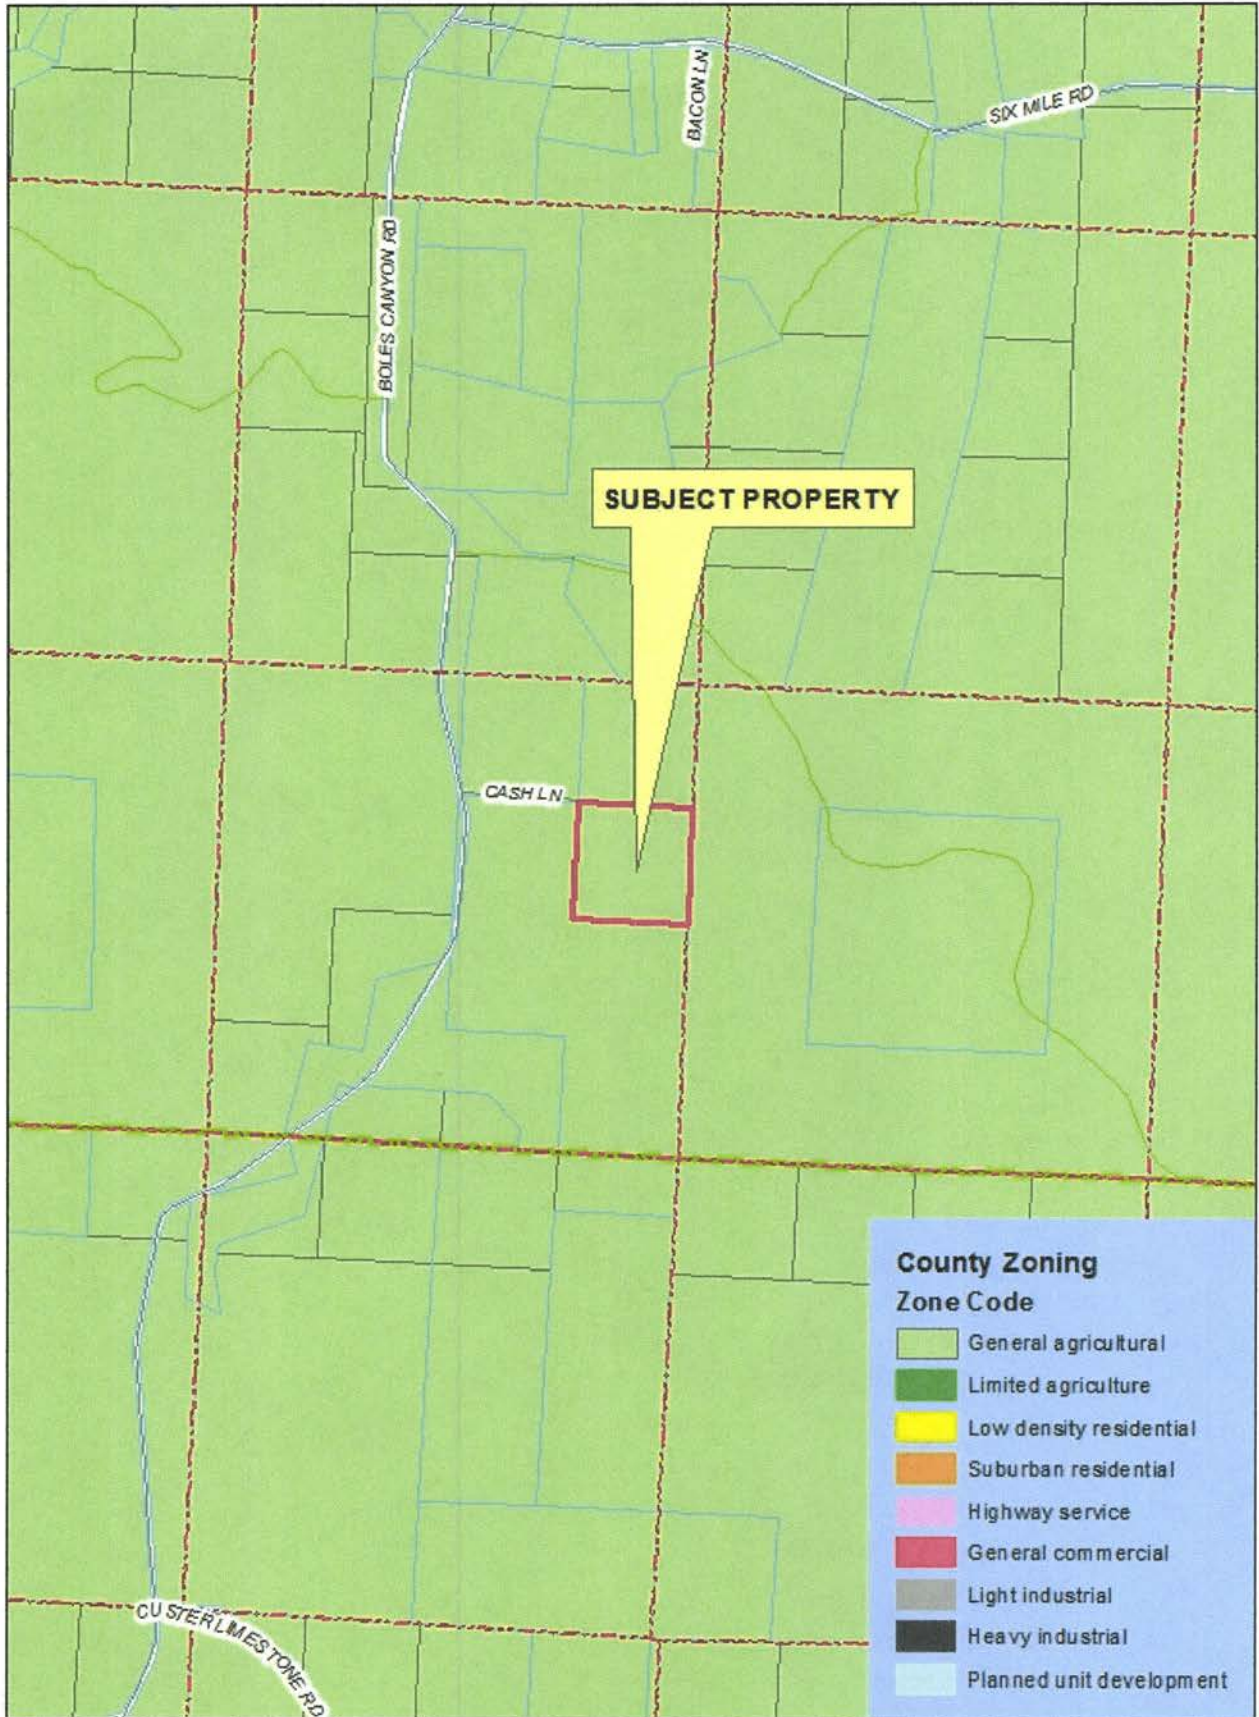 BACON LN
SIX MILE RD
BOLES CANYON RD
SUBJECT PROPERTY
CASH LN
County Zoning
Zone Code
General agricultural
Limited agriculture
Low density residential
Suburban residential
Highway service
General commercial
Light industrial
Heavy industrial
Planned unit development
CUSTER LIMESTONE RD